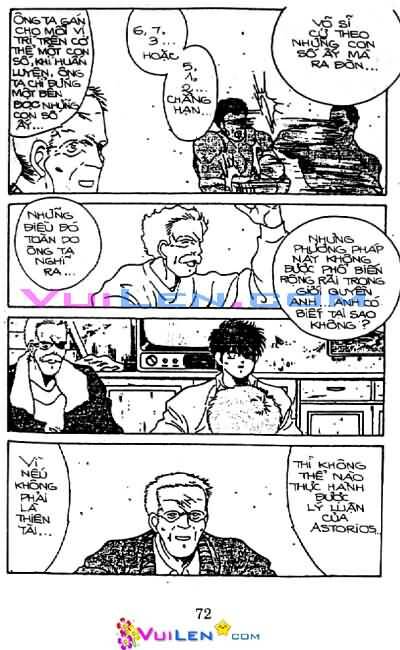 ÔNG TA GÁN
CHO MỖI VỊ
TRÍ TRÊN CƠ
THỂ MỘT CON
SỐ, KHI HUẤN
LUYỆN, ÔNG
TA CHỈ ĐỨNG
MỘT BÊN
ĐỌC NHỮNG
CON SỐ
ẤY...
6, 7,
3...
HOẶC
5,
1,
2...
CHẲNG
HẠN...
VÕ SĨ
CỨ THEO
NHỮNG CON
SỐ ẤY MÀ
RA ĐÒN...
NHỮNG
ĐIỀU ĐÓ
TOÀN DO
ÔNG TA
NGHĨ
RA...
NHƯNG
PHƯƠNG PHÁP
NÀY KHÔNG
ĐƯỢC PHỔ BIẾN
RỘNG RÃI TRONG
GIỚI QUYỀN
ANH... ANH CÓ
BIẾT TẠI SAO
KHÔNG?
VUILEN.COM
VÌ
NẾU
KHÔNG
PHẢI
LÀ
THIÊN
TÀI...
THÌ KHÔNG
THỂ NÀO
THỰC HÀNH
ĐƯỢC
LÝ LUẬN
CỦA
ASTORIOS...
72
VUILEN.COM